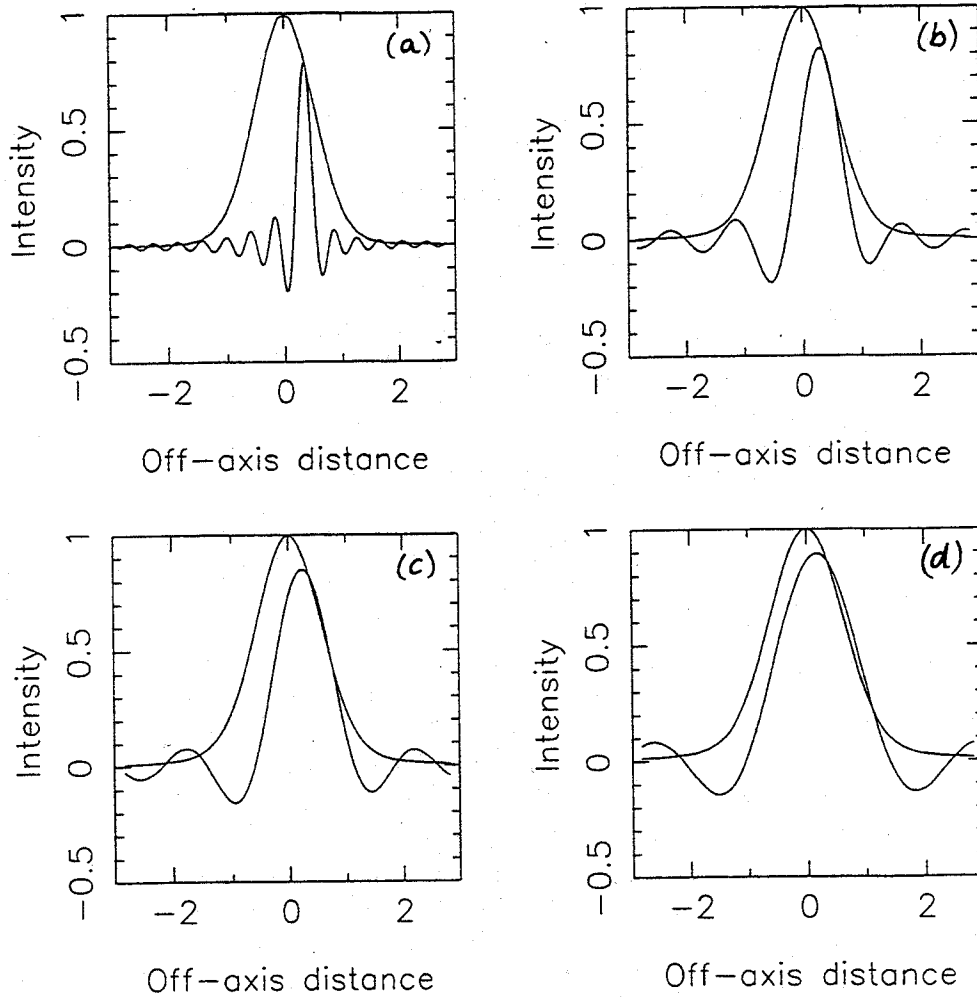 (a)
1
0.5
0
-0.5
Intensity
-2 0 2
Off-axis distance
(b)
1
0.5
0
-0.5
Intensity
-2 0 2
Off-axis distance
(c)
1
0.5
0
-0.5
Intensity
-2 0 2
Off-axis distance
(d)
1
0.5
0
-0.5
Intensity
-2 0 2
Off-axis distance